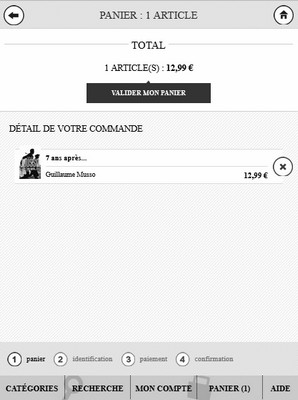 PANIER : 1 ARTICLE
TOTAL
1 ARTICLE(S) : 12,99 €
VALIDER MON PANIER
DÉTAIL DE VOTRE COMMANDE
7 ans après...
Guillaume Musso
12,99 €
1 panier 2 identification 3 paiement 4 confirmation
CATÉGORIES RECHERCHE MON COMPTE PANIER (1) AIDE